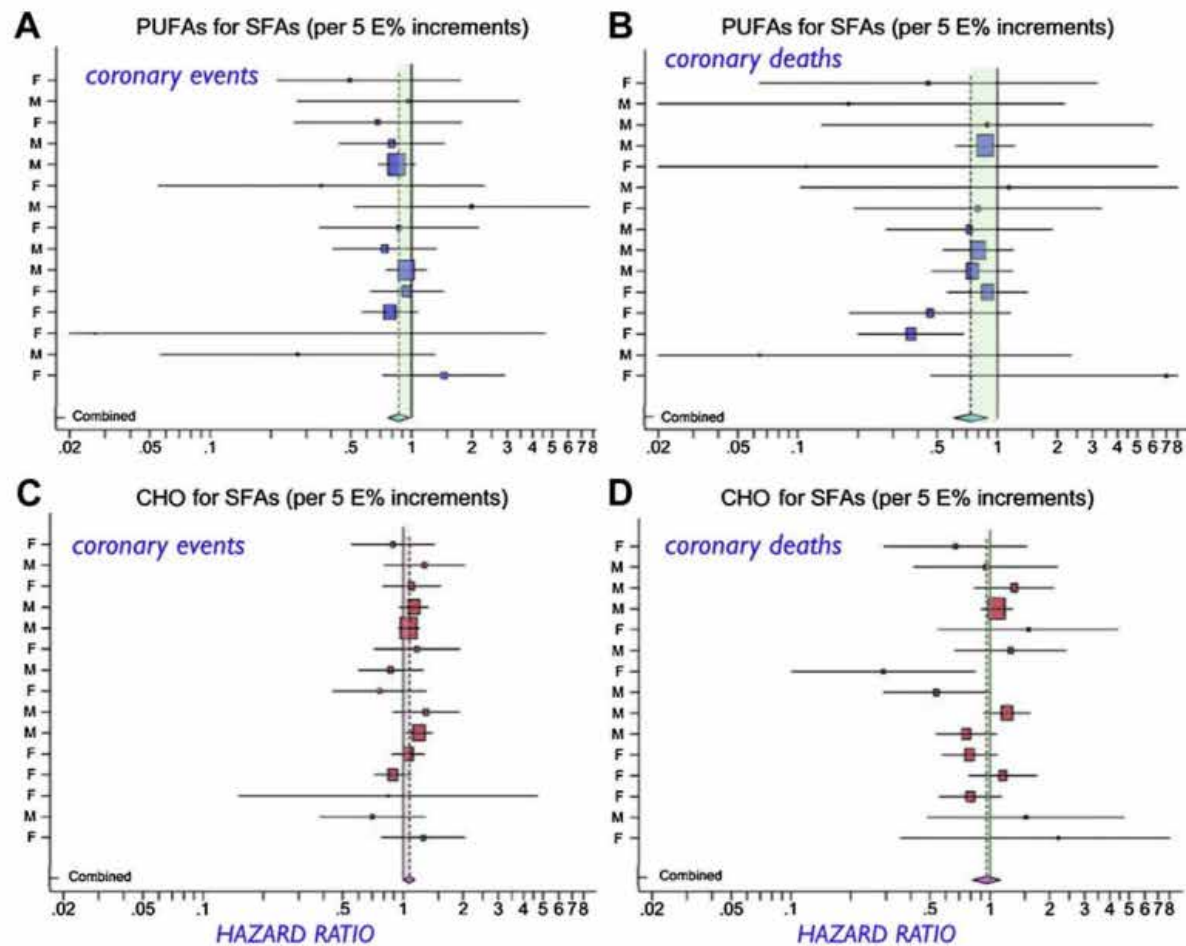 A
PUFAs for SFAs (per 5 E% increments)
coronary events
F
M
F
M
M
F
M
F
M
M
F
F
F
M
F
Combined
.02 .05 .1 .5 1 2 3 4 5 6 7 8
B
PUFAs for SFAs (per 5 E% increments)
coronary deaths
F
M
M
M
F
M
F
M
M
M
F
F
F
M
F
Combined
.02 .05 .1 .5 1 2 3 4 5 6 7 8
C
CHO for SFAs (per 5 E% increments)
coronary events
F
M
F
M
M
F
M
F
M
M
F
F
F
M
F
Combined
.02 .05 .1 .5 1 2 3 4 5 6 7 8
HAZARD RATIO
D
CHO for SFAs (per 5 E% increments)
coronary deaths
F
M
M
M
F
M
F
M
M
M
F
F
F
M
F
Combined
.02 .05 .1 .5 1 2 3 4 5 6 7 8
HAZARD RATIO